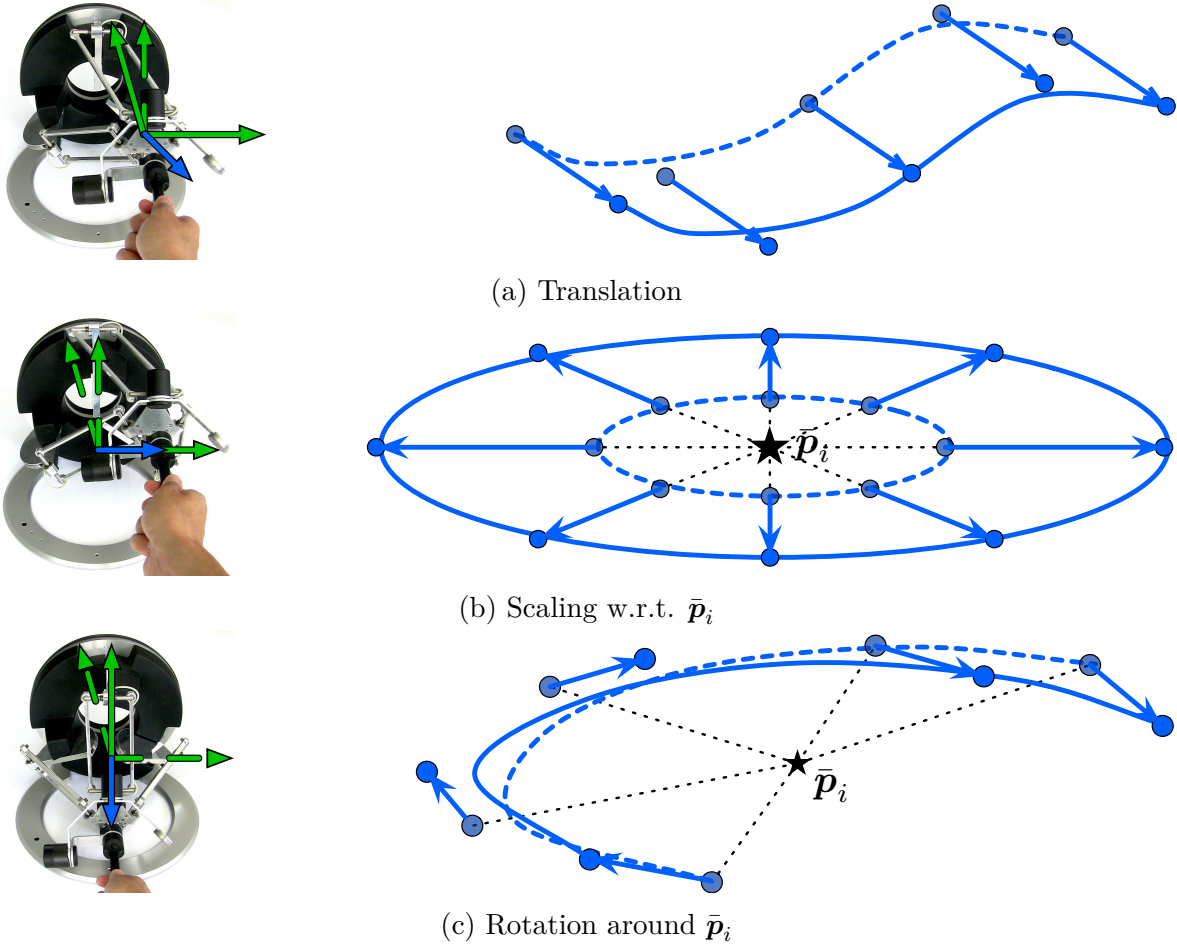 (a) Translation
p̄ᵢ
(b) Scaling w.r.t. p̄ᵢ
p̄ᵢ
(c) Rotation around p̄ᵢ